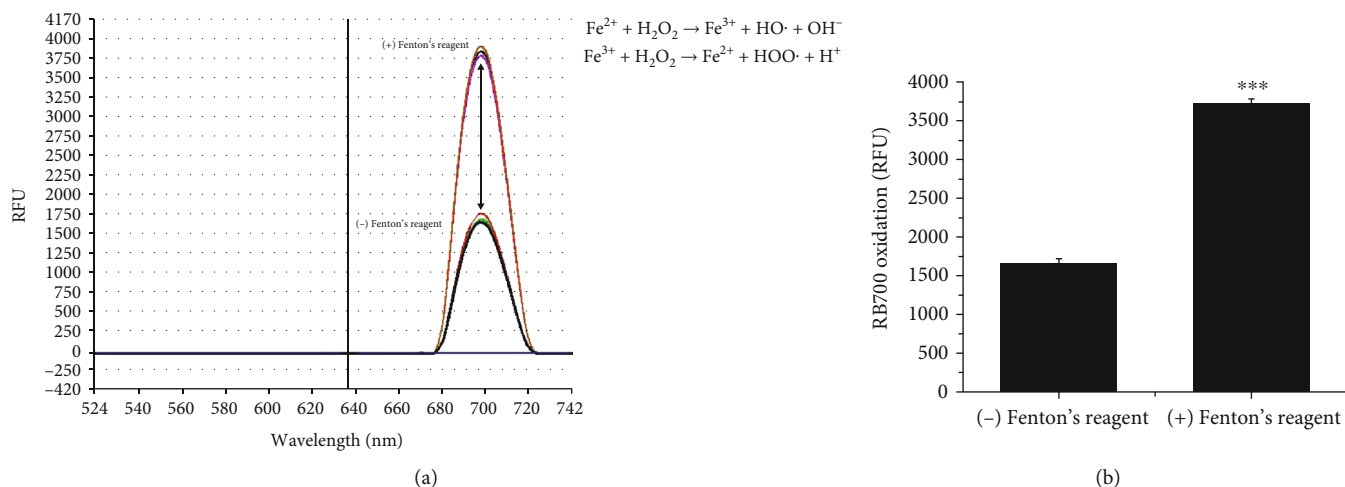 4170
4000
3750
3500
3250
3000
2750
2500
2250
2000
1750
1500
1250
1000
750
500
250
0
−250
−420
RFU
(+) Fenton's reagent
(−) Fenton's reagent
524 540 560 580 600 620 640 660 680 700 720 742
Wavelength (nm)
(a)
Fe²⁺ + H₂O₂ → Fe³⁺ + HO· + OH⁻
Fe³⁺ + H₂O₂ → Fe²⁺ + HOO· + H⁺
4000
3500
3000
2500
2000
1500
1000
500
0
RB700 oxidation (RFU)
***
(−) Fenton's reagent (+) Fenton's reagent
(b)